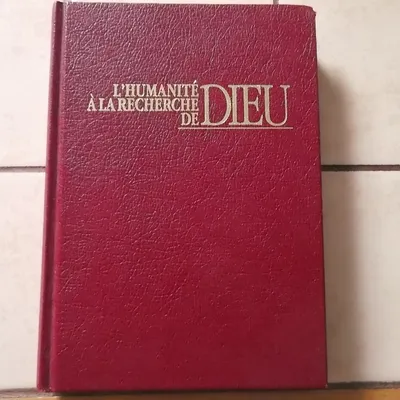 L'HUMANITÉ
À LA RECHERCHE
DE DIEU